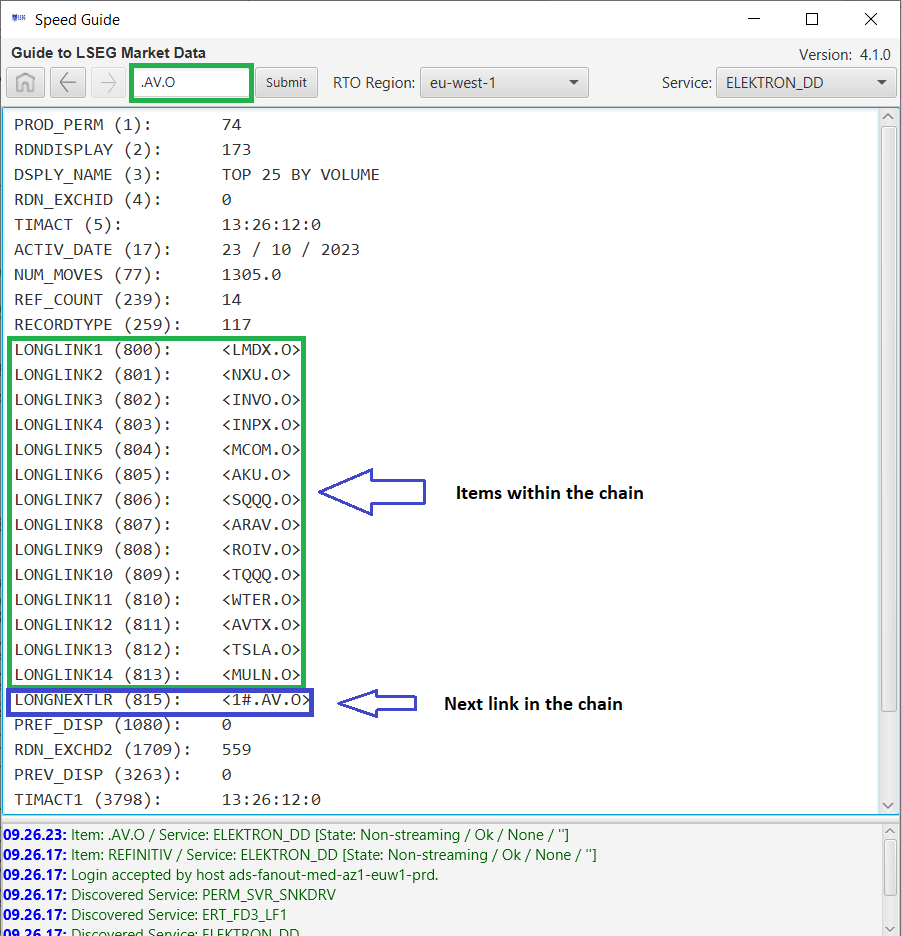 Speed Guide
Guide to LSEG Market Data
Version: 4.1.0
.AV.O Submit RTO Region: eu-west-1 Service: ELEKTRON_DD
PROD_PERM (1): 74
RDNDISPLAY (2): 173
DSPLY_NAME (3): TOP 25 BY VOLUME
RDN_EXCHID (4): 0
TIMACT (5): 13:26:12:0
ACTIV_DATE (17): 23 / 10 / 2023
NUM_MOVES (77): 1305.0
REF_COUNT (239): 14
RECORDTYPE (259): 117
LONGLINK1 (800): <LMDX.O>
LONGLINK2 (801): <NXU.O>
LONGLINK3 (802): <INVO.O>
LONGLINK4 (803): <INPX.O>
LONGLINK5 (804): <MCOM.O>
LONGLINK6 (805): <AKU.O>
LONGLINK7 (806): <SQQQ.O>
Items within the chain
LONGLINK8 (807): <ARAV.O>
LONGLINK9 (808): <ROIV.O>
LONGLINK10 (809): <TQQQ.O>
LONGLINK11 (810): <WTER.O>
LONGLINK12 (811): <AVTX.O>
LONGLINK13 (812): <TSLA.O>
LONGLINK14 (813): <MULN.O>
LONGNEXTLR (815): <1#.AV.O>
Next link in the chain
PREF_DISP (1080): 0
RDN_EXCHD2 (1709): 559
PREV_DISP (3263): 0
TIMACT1 (3798): 13:26:12:0
09.26.23: Item: .AV.O / Service: ELEKTRON_DD [State: Non-streaming / Ok / None / '']
09.26.17: Item: REFINITIV / Service: ELEKTRON_DD [State: Non-streaming / Ok / None / '']
09.26.17: Login accepted by host ads-fanout-med-az1-euw1-prd.
09.26.17: Discovered Service: PERM_SVR_SNKDRV
09.26.17: Discovered Service: ERT_FD3_LF1
09.26.17: Discovered Service: ELEKTRON_DD